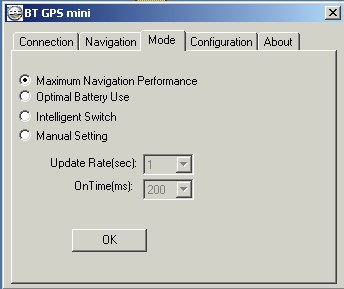 BT GPS mini
Connection Navigation Mode Configuration About
Maximum Navigation Performance
Optimal Battery Use
Intelligent Switch
Manual Setting
Update Rate(sec): 1
OnTime(ms): 200
OK